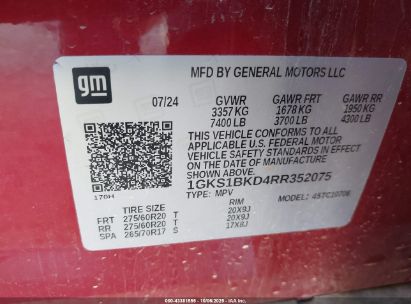 gm
MFD BY GENERAL MOTORS LLC
07/24 GVWR GAWR FRT GAWR RR
3357 KG 1678 KG 1950 KG
7400 LB 3700 LB 4300 LB
THIS VEHICLE CONFORMS TO ALL
APPLICABLE U.S. FEDERAL MOTOR
VEHICLE SAFETY STANDARDS IN EFFECT
ON THE DATE OF MANUFACTURE
SHOWN ABOVE.
1GKS1BKD4RR352075
170H
TYPE: MPV MODEL: 4STC10706
TIRE SIZE RIM
FRT 275/60R20 T 20X9J
RR 275/60R20 T 20X9J
SPA 265/70R17 S 17X8J